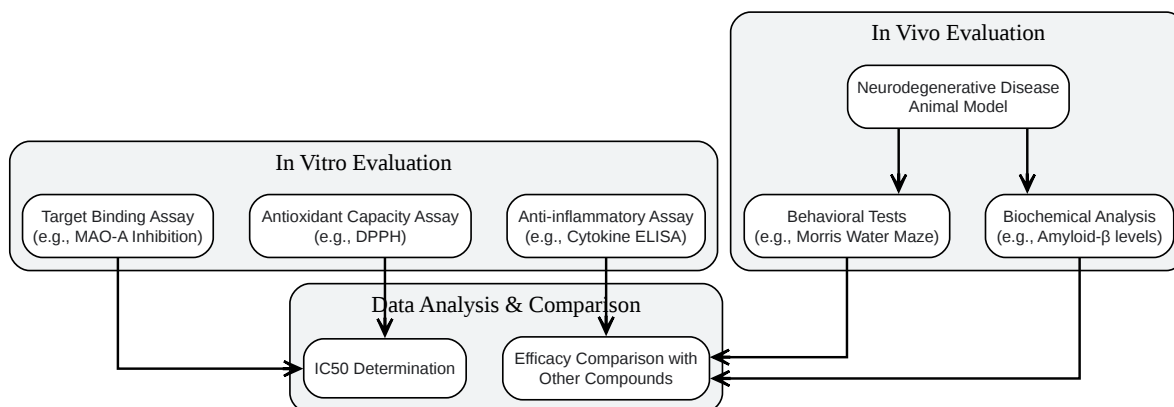 In Vivo Evaluation
Neurodegenerative Disease
Animal Model
In Vitro Evaluation
Target Binding Assay
(e.g., MAO-A Inhibition)
Antioxidant Capacity Assay
(e.g., DPPH)
Anti-inflammatory Assay
(e.g., Cytokine ELISA)
Behavioral Tests
(e.g., Morris Water Maze)
Biochemical Analysis
(e.g., Amyloid-β levels)
Data Analysis & Comparison
IC50 Determination
Efficacy Comparison with
Other Compounds